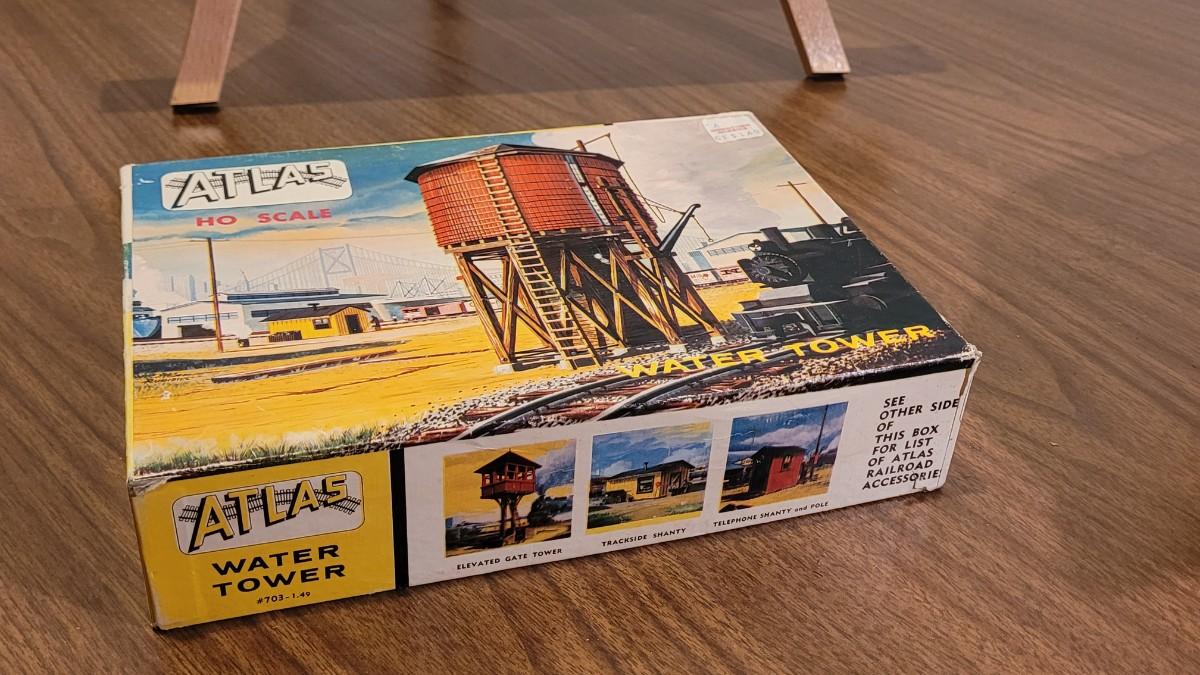 ATLAS
HO SCALE
WATER TOWER
ATLAS
WATER
TOWER
#703-1.49
ELEVATED GATE TOWER
TRACKSIDE SHANTY
TELEPHONE SHANTY and POLE
SEE
OTHER SIDE
OF
THIS BOX
FOR LIST
OF ATLAS
RAILROAD
ACCESSORIES